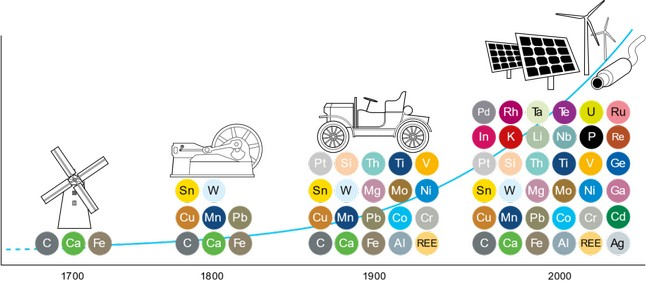 Pd Rh Ta Te U Ru
In K Li Nb P Re
Pt Si Th Ti V
Pt Si Th Ti V Ge
Sn W
Sn W Mg Mo Ni
Sn W Mg Mo Ni Ga
Cu Mn Pb
Cu Mn Pb Co Cr
Cu Mn Pb Co Cr Cd
C Ca Fe
C Ca Fe
C Ca Fe Al REE
C Ca Fe Al REE Ag
1700 1800 1900 2000